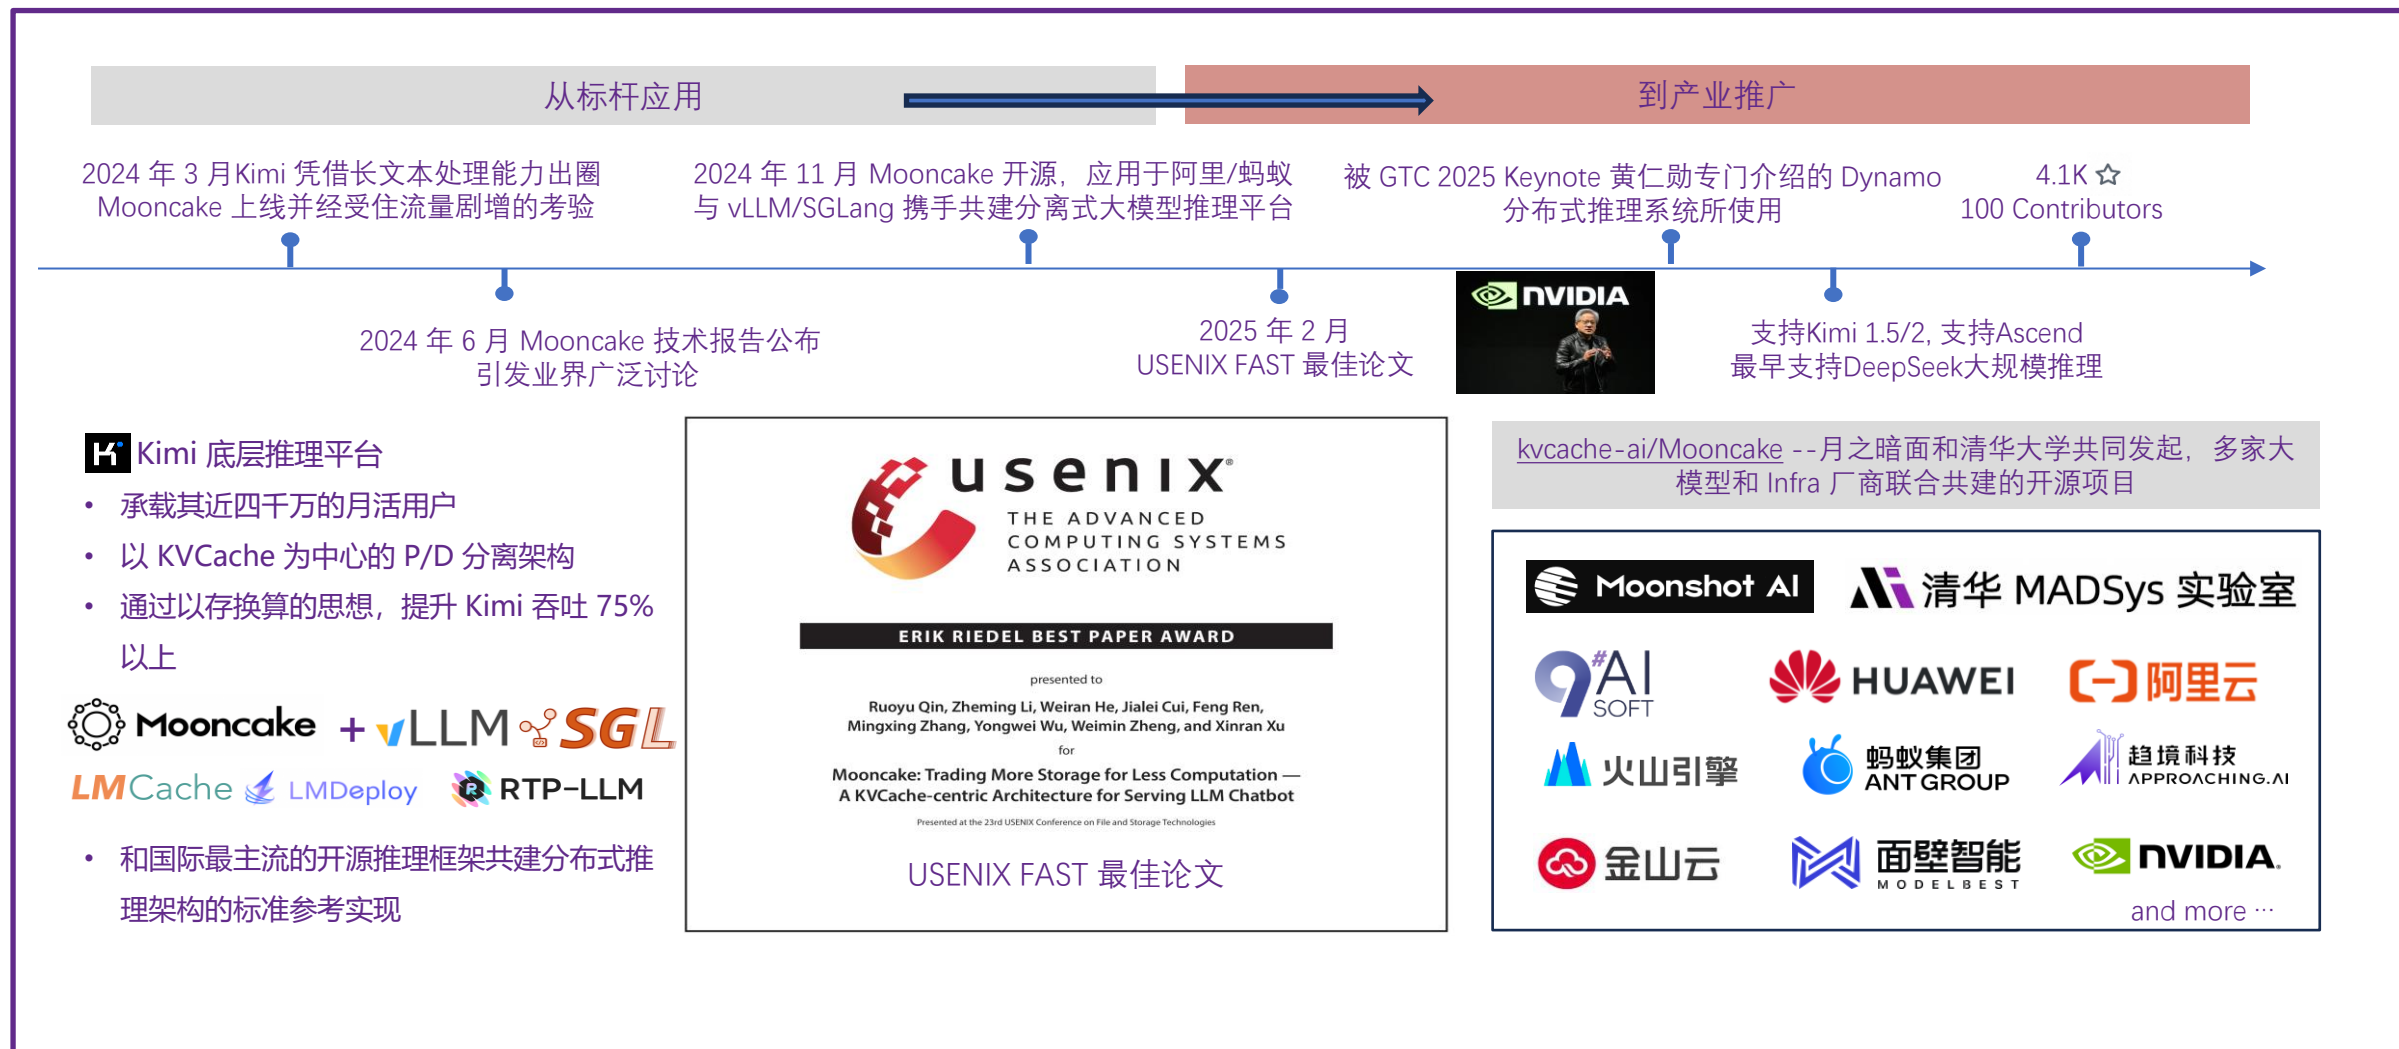 从标杆应用
到产业推广
2024 年 3 月Kimi 凭借长文本处理能力出圈
Mooncake 上线并经受住流量剧增的考验
2024 年 11 月 Mooncake 开源，应用于阿里/蚂蚁
与 vLLM/SGLang 携手共建分离式大模型推理平台
被 GTC 2025 Keynote 黄仁勋专门介绍的 Dynamo
分布式推理系统所使用
4.1K ☆
100 Contributors
2024 年 6 月 Mooncake 技术报告公布
引发业界广泛讨论
2025 年 2 月
USENIX FAST 最佳论文
NVIDIA
支持Kimi 1.5/2, 支持Ascend
最早支持DeepSeek大规模推理
K Kimi 底层推理平台
• 承载其近四千万的月活用户
• 以 KVCache 为中心的 P/D 分离架构
• 通过以存换算的思想，提升 Kimi 吞吐 75%
以上
Mooncake + vLLM SGL
LMCache LMDeploy RTP-LLM
• 和国际最主流的开源推理框架共建分布式推
理架构的标准参考实现
usenix®
THE ADVANCED
COMPUTING SYSTEMS
ASSOCIATION
ERIK RIEDEL BEST PAPER AWARD
presented to
Ruoyu Qin, Zheming Li, Weiran He, Jialei Cui, Feng Ren,
Mingxing Zhang, Yongwei Wu, Weimin Zheng, and Xinran Xu
for
Mooncake: Trading More Storage for Less Computation —
A KVCache-centric Architecture for Serving LLM Chatbot
Presented at the 23rd USENIX Conference on File and Storage Technologies
USENIX FAST 最佳论文
kvcache-ai/Mooncake --月之暗面和清华大学共同发起，多家大
模型和 Infra 厂商联合共建的开源项目
Moonshot AI
清华 MADSys 实验室
9#AI
SOFT
HUAWEI
阿里云
火山引擎
蚂蚁集团
ANT GROUP
趋境科技
APPROACHING.AI
金山云
面壁智能
MODELBEST
NVIDIA.
and more ···